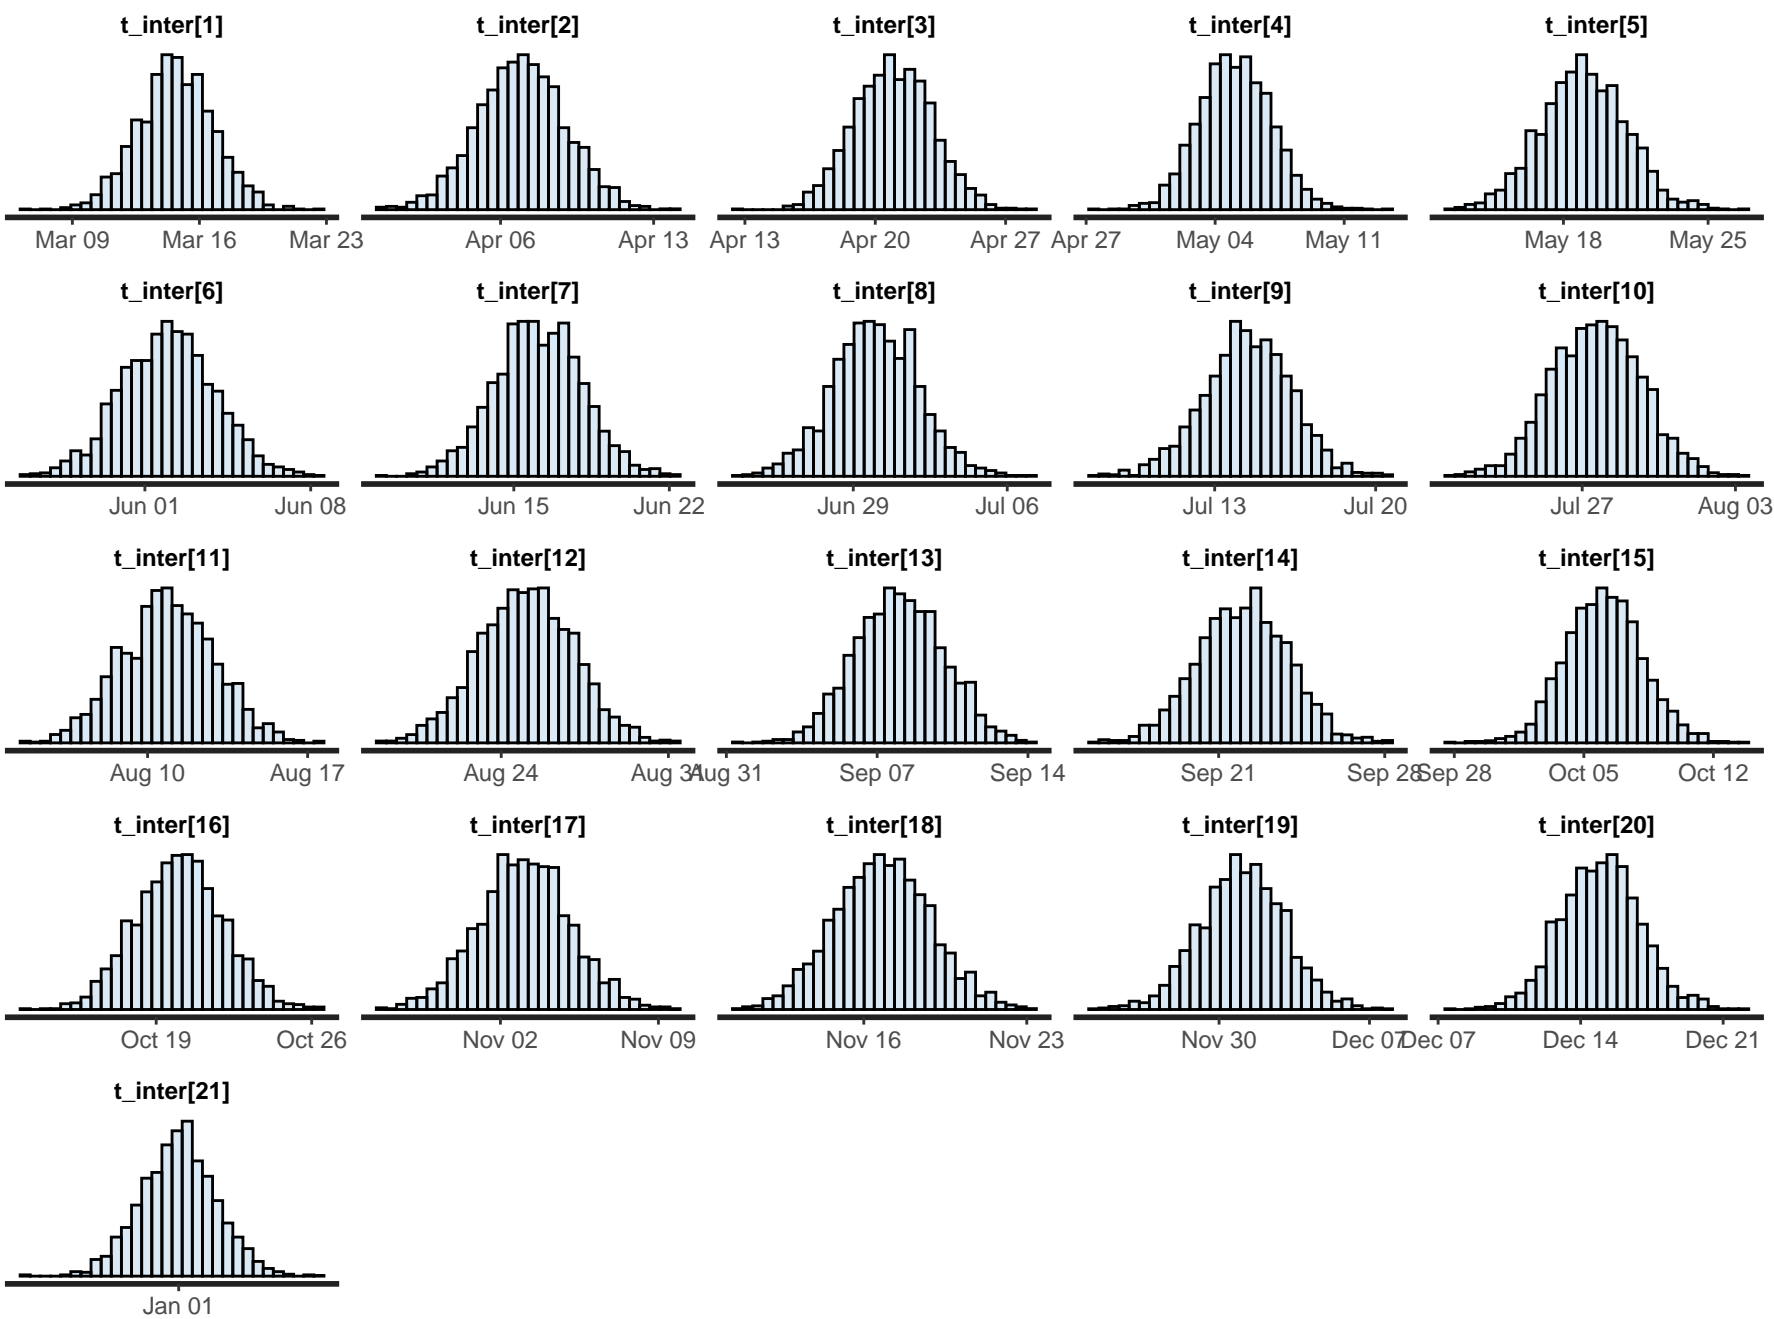 t_inter[1] t_inter[2] t_inter[3] t_inter[4] t_inter[5]
Mar 09 Mar 16 Mar 23 Apr 06 Apr 13 Apr 13 Apr 20 Apr 27 Apr 27 May 04 May 11 May 18 May 25
t_inter[6] t_inter[7] t_inter[8] t_inter[9] t_inter[10]
Jun 01 Jun 08 Jun 15 Jun 22 Jun 29 Jul 06 Jul 13 Jul 20 Jul 27 Aug 03
t_inter[11] t_inter[12] t_inter[13] t_inter[14] t_inter[15]
Aug 10 Aug 17 Aug 24 Aug 31 Aug 31 Sep 07 Sep 14 Sep 21 Sep 28 Sep 28 Oct 05 Oct 12
t_inter[16] t_inter[17] t_inter[18] t_inter[19] t_inter[20]
Oct 19 Oct 26 Nov 02 Nov 09 Nov 16 Nov 23 Nov 30 Dec 07 Dec 07 Dec 14 Dec 21
t_inter[21]
Jan 01